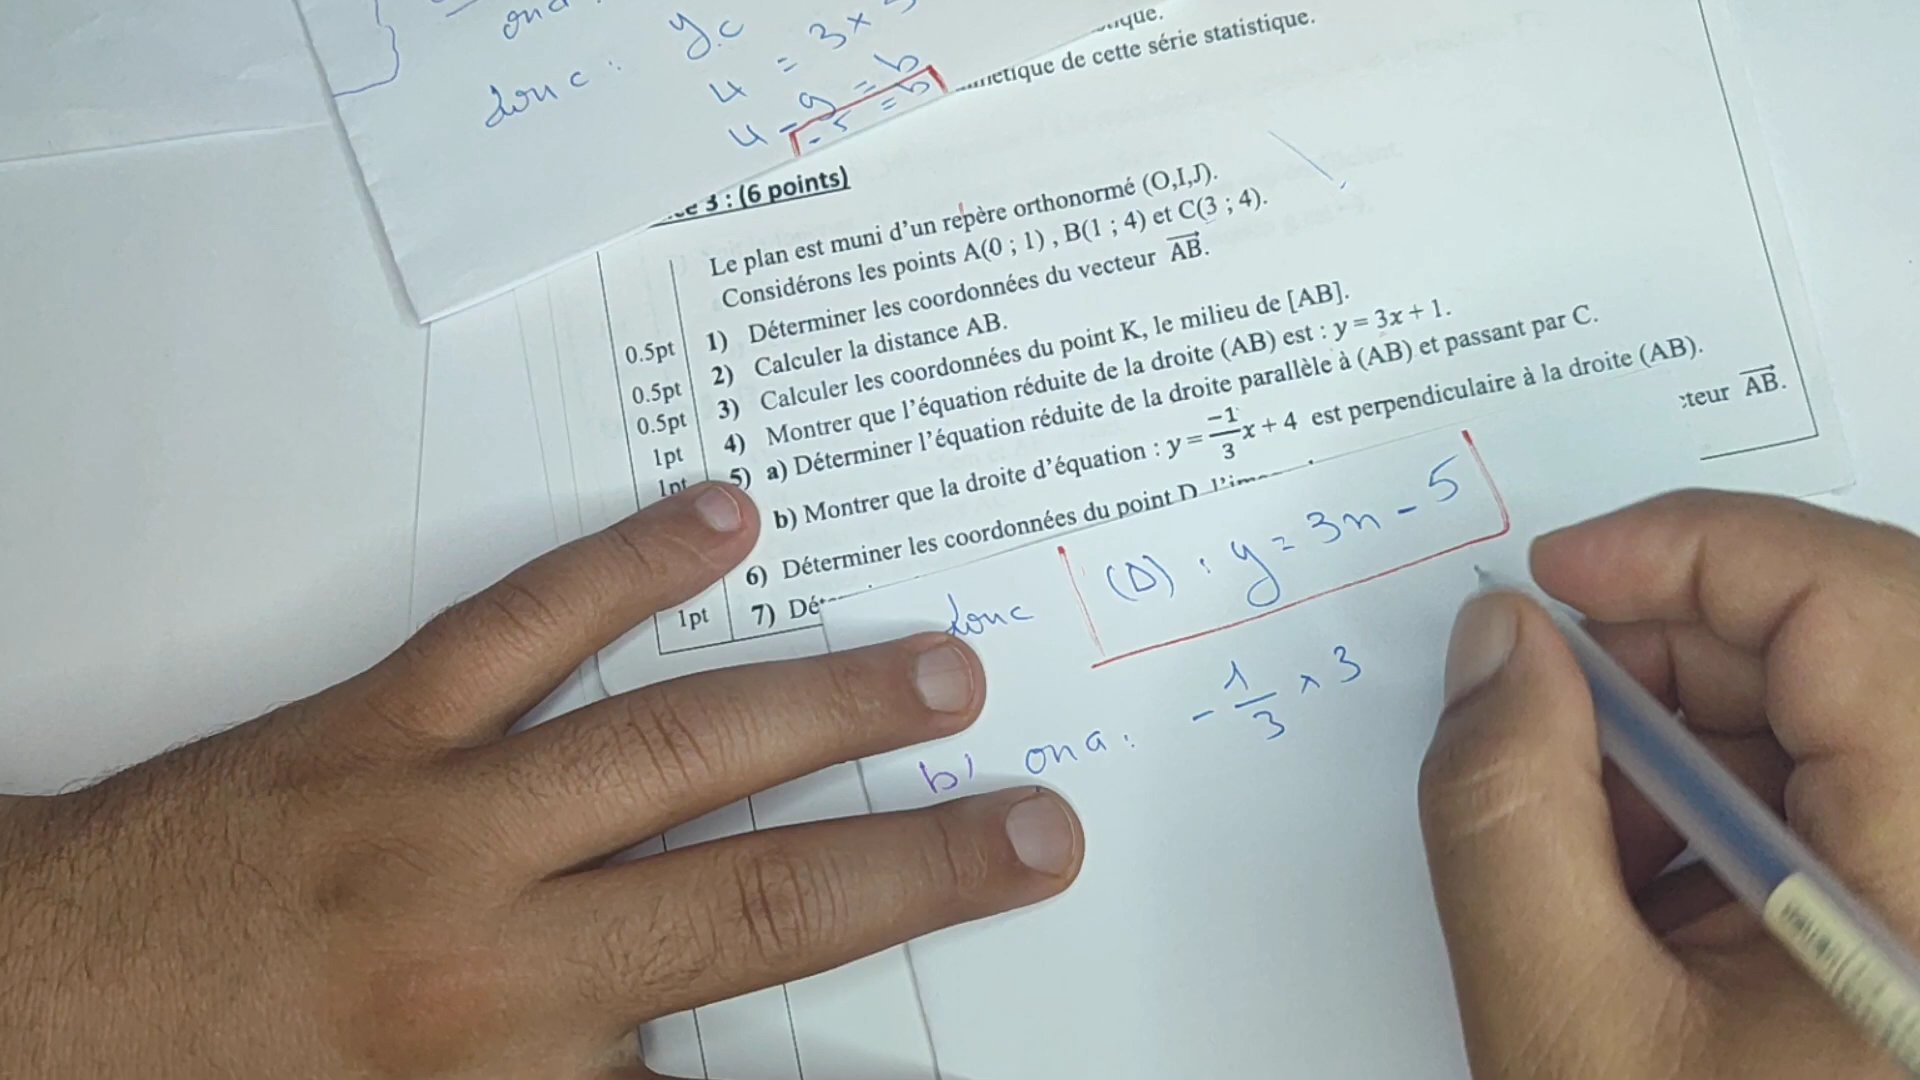 ona
donc : yc
4 = 3 ×
4 - 9 = b
-5 = b
ique.
métique de cette série statistique.
ce 3 : (6 points)
Le plan est muni d'un repère orthonormé (O,I,J).
Considérons les points A(0 ; 1) , B(1 ; 4) et C(3 ; 4).
0.5pt 1) Déterminer les coordonnées du vecteur AB.
0.5pt 2) Calculer la distance AB.
0.5pt 3) Calculer les coordonnées du point K, le milieu de [AB].
1pt 4) Montrer que l'équation réduite de la droite (AB) est : y = 3x + 1.
1pt 5) a) Déterminer l'équation réduite de la droite parallèle à (AB) et passant par C.
b) Montrer que la droite d'équation : y = -1/3 x + 4 est perpendiculaire à la droite (AB).
6) Déterminer les coordonnées du point D l'im cteur AB.
1pt 7) Dét
donc (D) : y = 3x - 5
b) ona : - 1/3 × 3